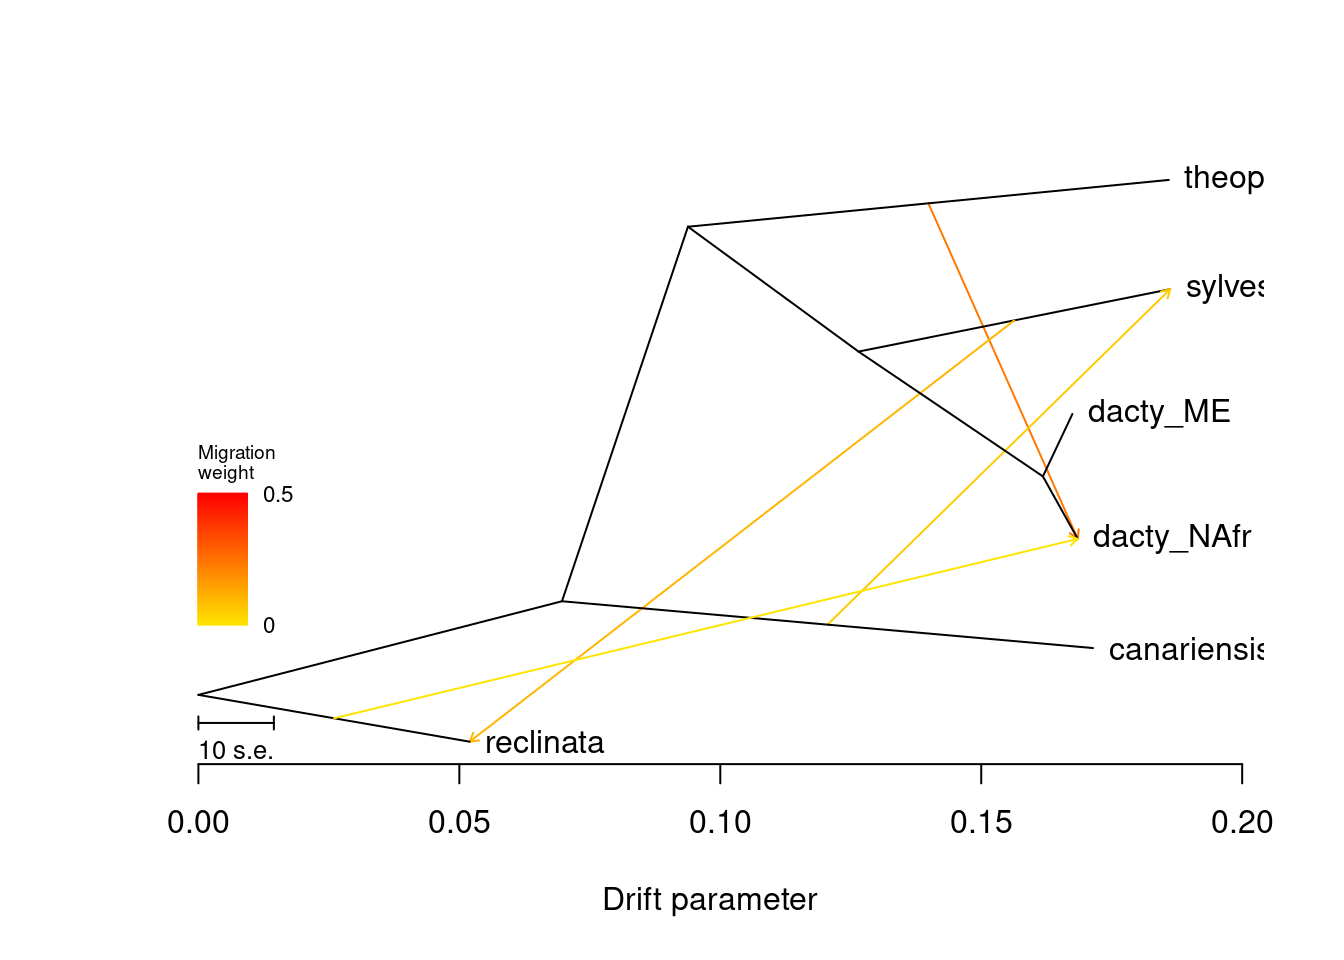 theop
sylves
dacty_ME
Migration
weight
0.5
dacty_NAfr
0
canariensis
reclinata
10 s.e.
0.00 0.05 0.10 0.15 0.20
Drift parameter